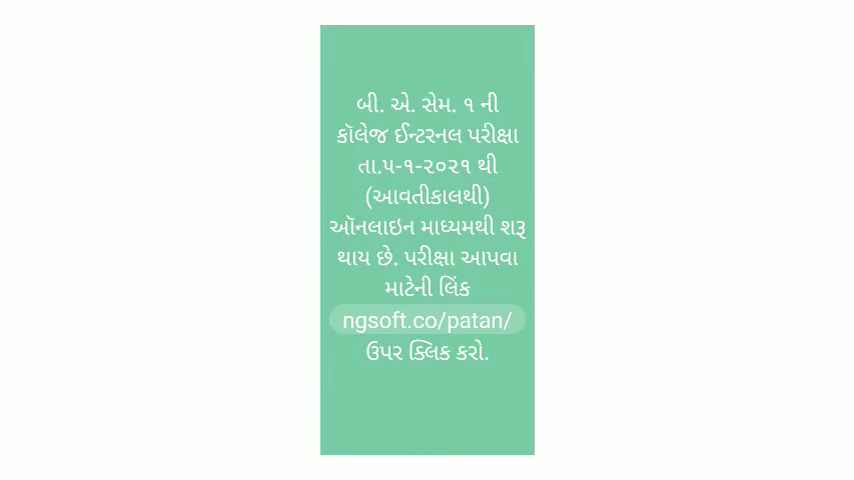 બી. એ. સેમ. ૧ ની
કૉલેજ ઈન્ટરનલ પરીક્ષા
તા.૫-૧-૨૦૨૧ થી
(આવતીકાલથી)
ઑનલાઇન માધ્યમથી શરૂ
થાય છે. પરીક્ષા આપવા
માટેની લિંક
ngsoft.co/patan/
ઉપર ક્લિક કરો.